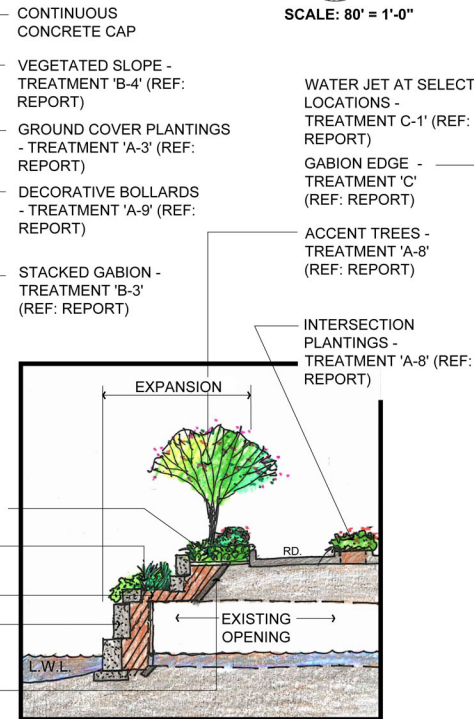 SCALE: 80' = 1'-0"
CONTINUOUS
CONCRETE CAP
VEGETATED SLOPE -
TREATMENT 'B-4' (REF:
REPORT)
GROUND COVER PLANTINGS
- TREATMENT 'A-3' (REF:
REPORT)
DECORATIVE BOLLARDS
- TREATMENT 'A-9' (REF:
REPORT)
STACKED GABION -
TREATMENT 'B-3'
(REF: REPORT)
WATER JET AT SELECT
LOCATIONS -
TREATMENT C-1' (REF:
REPORT)
GABION EDGE -
TREATMENT 'C'
(REF: REPORT)
ACCENT TREES -
TREATMENT 'A-8'
(REF: REPORT)
INTERSECTION
PLANTINGS -
TREATMENT 'A-8' (REF:
REPORT)
EXPANSION
RD.
EXISTING
OPENING
L.W.L.